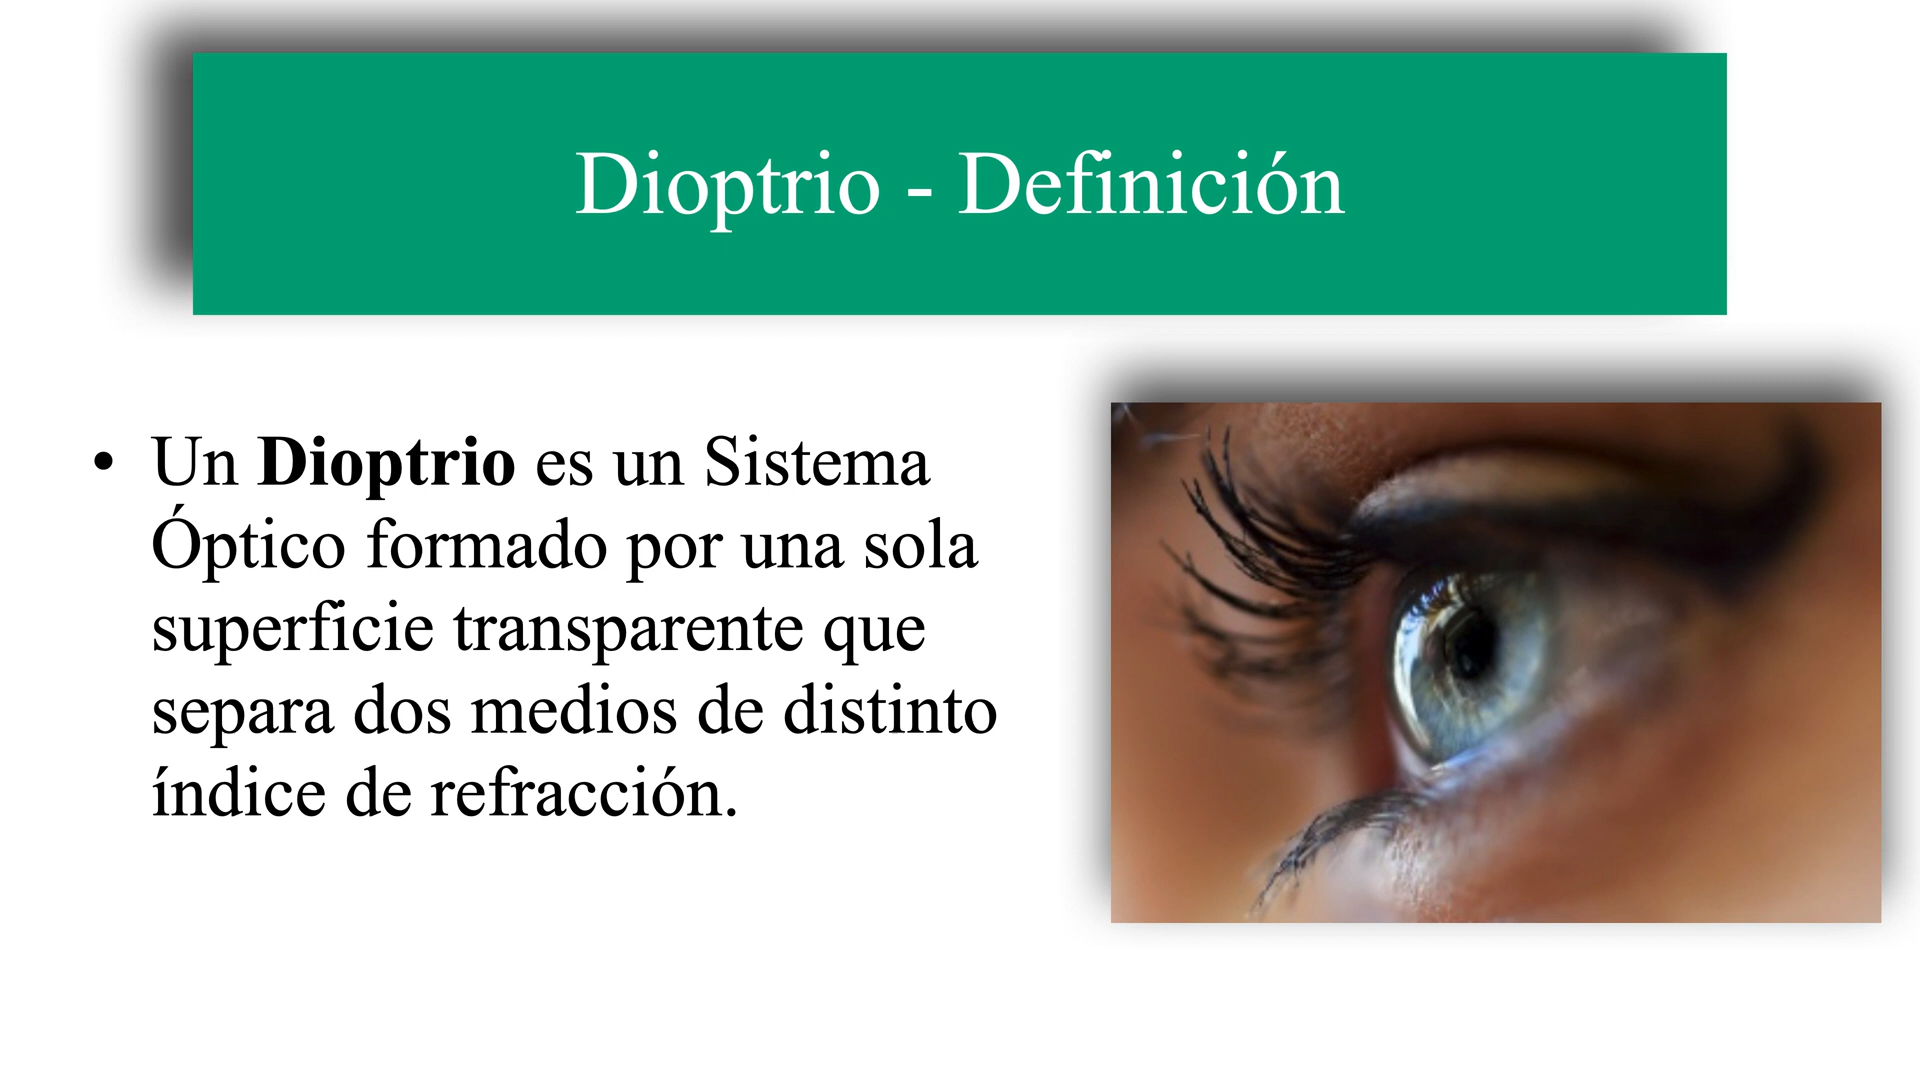 Dioptrio - Definición
• Un Dioptrio es un Sistema
Óptico formado por una sola
superficie transparente que
separa dos medios de distinto
índice de refracción.